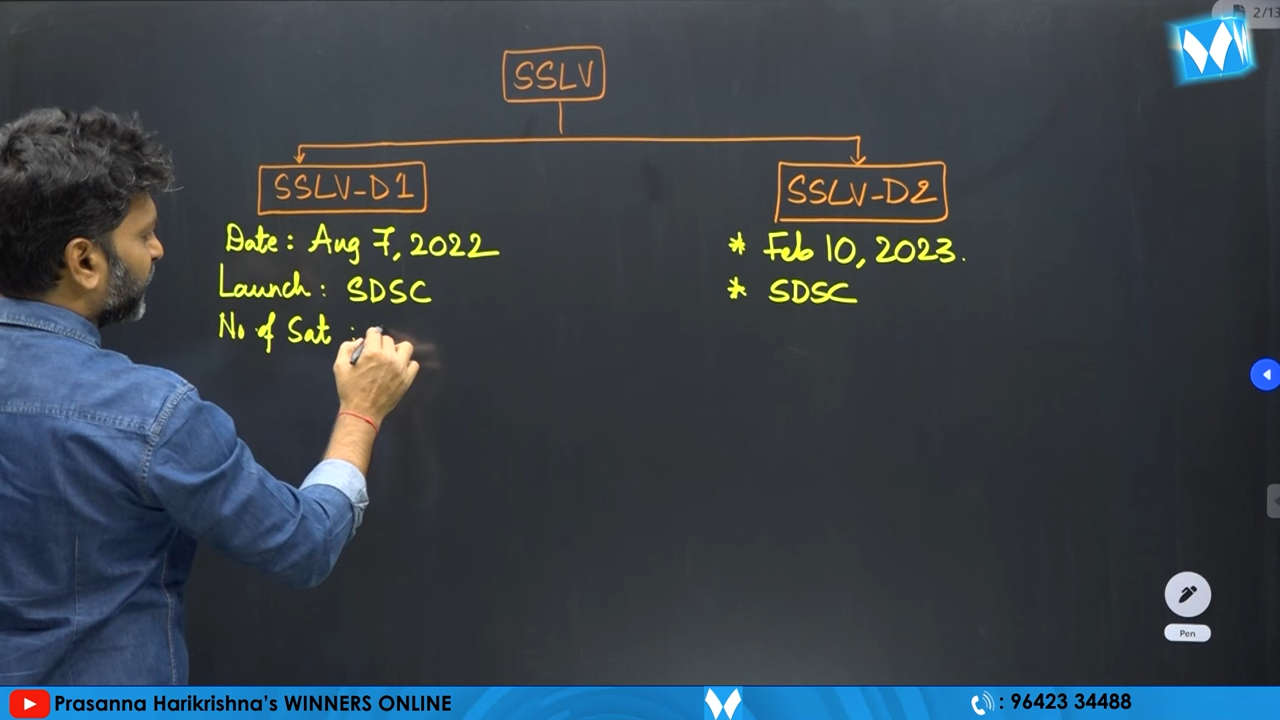 2/13
SSLV
SSLV-D1
SSLV-D2
Date: Aug 7, 2022
* Feb 10, 2023.
Launch: SDSC
* SDSC
No of Sat :
Pen
Prasanna Harikrishna's WINNERS ONLINE
: 96423 34488